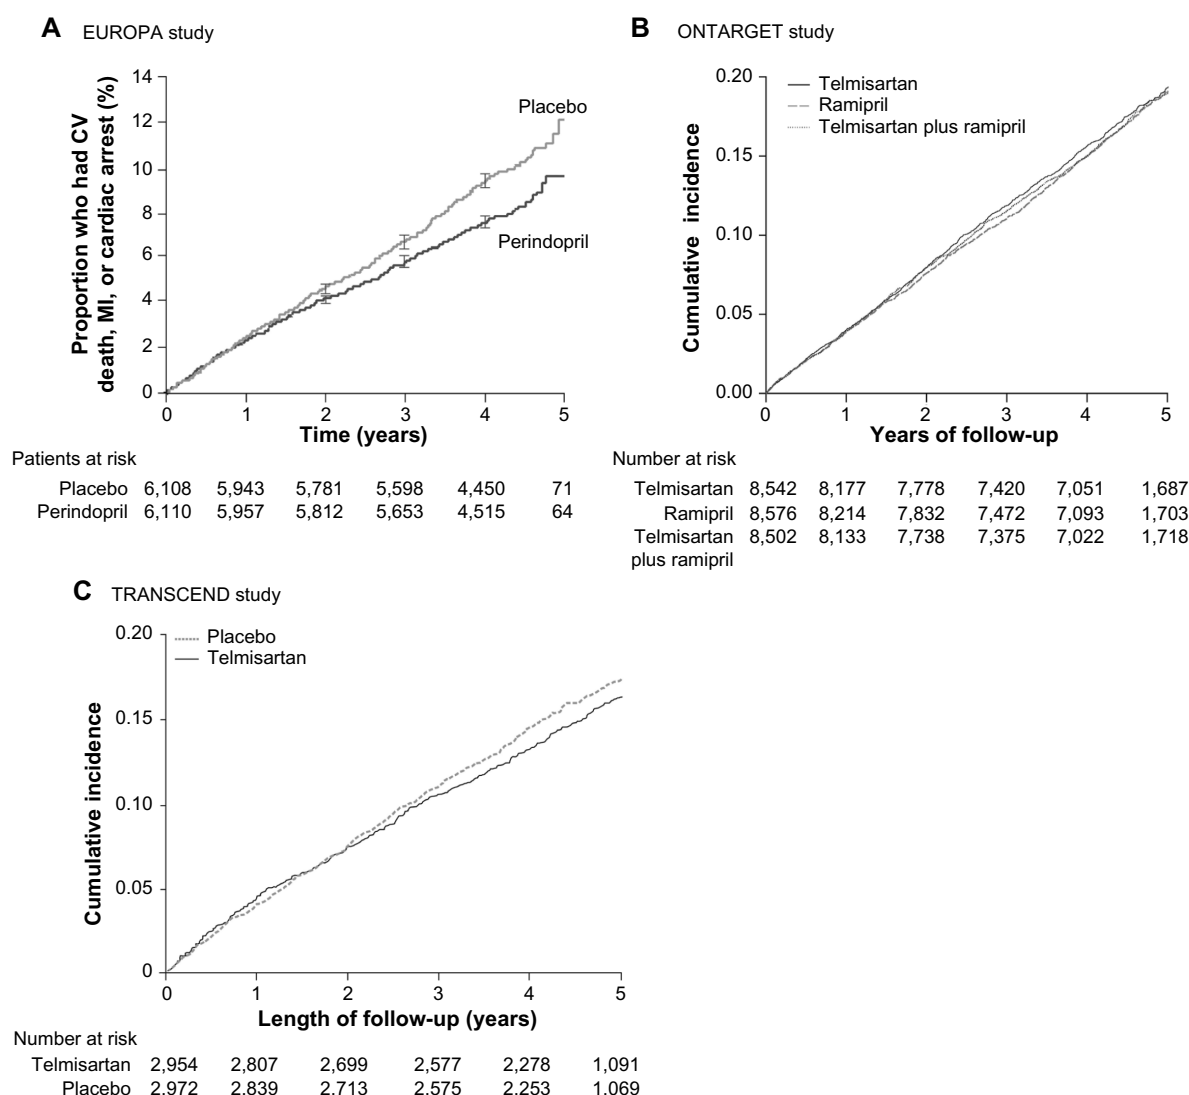 A EUROPA study
Proportion who had CV
death, MI, or cardiac arrest (%)
14
12
10
8
6
4
2
0
Placebo
Perindopril
0 1 2 3 4 5
Time (years)
Patients at risk
Placebo 6,108 5,943 5,781 5,598 4,450 71
Perindopril 6,110 5,957 5,812 5,653 4,515 64
B ONTARGET study
Cumulative incidence
0.20
0.15
0.10
0.05
0.00
Telmisartan
Ramipril
Telmisartan plus ramipril
0 1 2 3 4 5
Years of follow-up
Number at risk
Telmisartan 8,542 8,177 7,778 7,420 7,051 1,687
Ramipril 8,576 8,214 7,832 7,472 7,093 1,703
Telmisartan 8,502 8,133 7,738 7,375 7,022 1,718
plus ramipril
C TRANSCEND study
Cumulative incidence
0.20
0.15
0.10
0.05
0
Placebo
Telmisartan
0 1 2 3 4 5
Length of follow-up (years)
Number at risk
Telmisartan 2,954 2,807 2,699 2,577 2,278 1,091
Placebo 2.972 2.839 2.713 2.575 2.253 1.069